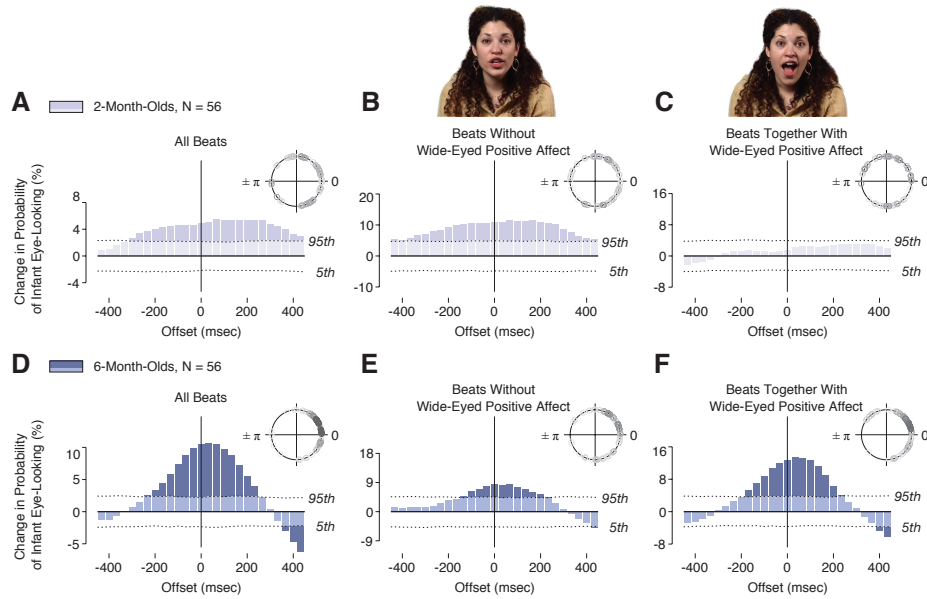 A
2-Month-Olds, N = 56
B
C
All Beats
Beats Without
Wide-Eyed Positive Affect
Beats Together With
Wide-Eyed Positive Affect
Change in Probability
of Infant Eye-Looking (%)
± π
0
8
4
0
-4
95th
5th
-400
-200
0
200
400
Offset (msec)
± π
0
20
10
0
-10
95th
5th
-400
-200
0
200
400
Offset (msec)
± π
0
16
8
0
-8
95th
5th
-400
-200
0
200
400
Offset (msec)
D
6-Month-Olds, N = 56
E
F
All Beats
Beats Without
Wide-Eyed Positive Affect
Beats Together With
Wide-Eyed Positive Affect
Change in Probability
of Infant Eye-Looking (%)
± π
0
10
5
0
-5
95th
5th
-400
-200
0
200
400
Offset (msec)
± π
0
18
9
0
-9
95th
5th
-400
-200
0
200
400
Offset (msec)
± π
0
16
8
0
-8
95th
5th
-400
-200
0
200
400
Offset (msec)